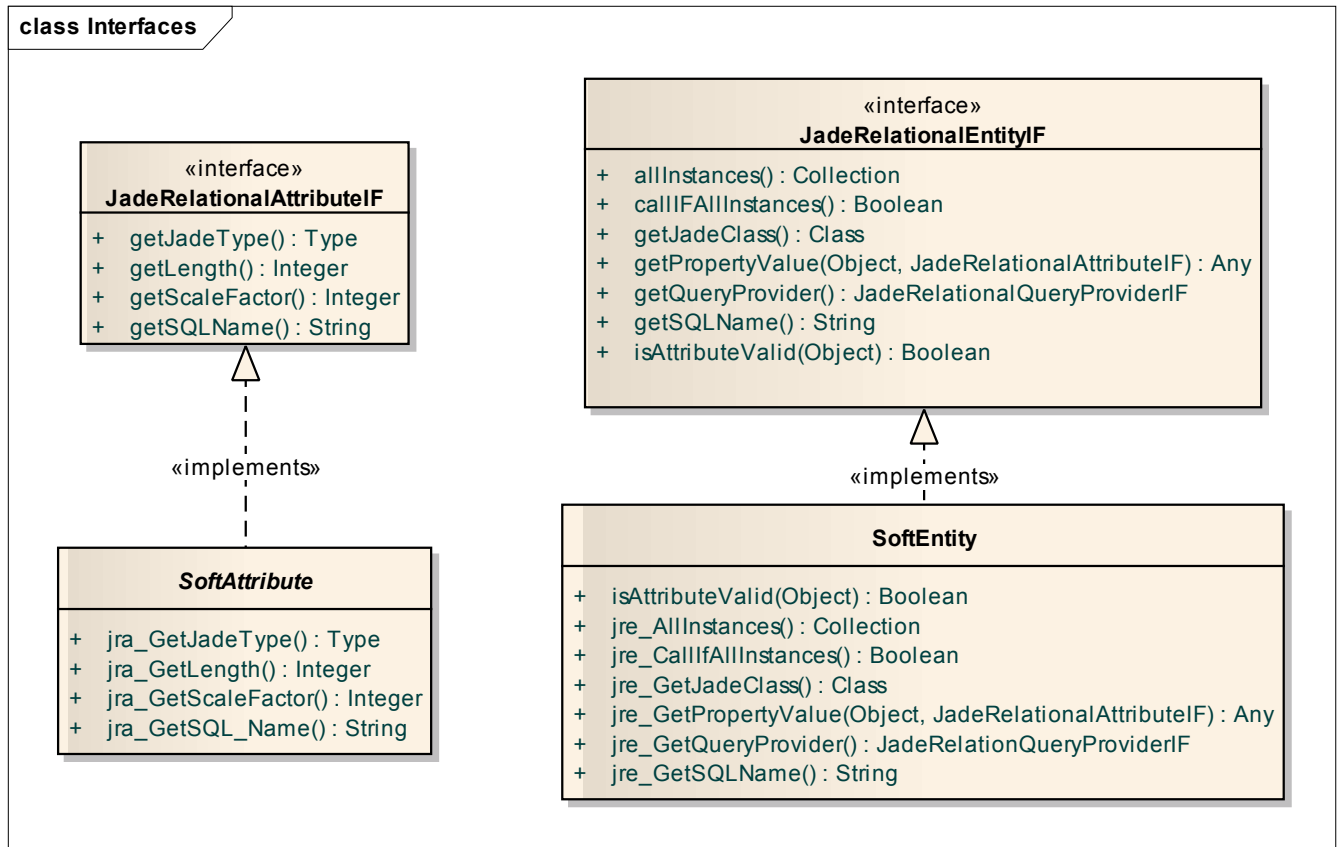 class Interfaces
«interface»
JadeRelationalAttributeIF
+ getJadeType() : Type
+ getLength() : Integer
+ getScaleFactor() : Integer
+ getSQLName() : String
«implements»
SoftAttribute
+ jra_GetJadeType() : Type
+ jra_GetLength() : Integer
+ jra_GetScaleFactor() : Integer
+ jra_GetSQL_Name() : String
«interface»
JadeRelationalEntityIF
+ allInstances() : Collection
+ callIFAllInstances() : Boolean
+ getJadeClass() : Class
+ getPropertyValue(Object, JadeRelationalAttributeIF) : Any
+ getQueryProvider() : JadeRelationalQueryProviderIF
+ getSQLName() : String
+ isAttributeValid(Object) : Boolean
«implements»
SoftEntity
+ isAttributeValid(Object) : Boolean
+ jre_AllInstances() : Collection
+ jre_CallIfAllInstances() : Boolean
+ jre_GetJadeClass() : Class
+ jre_GetPropertyValue(Object, JadeRelationalAttributeIF) : Any
+ jre_GetQueryProvider() : JadeRelationQueryProviderIF
+ jre_GetSQLName() : String